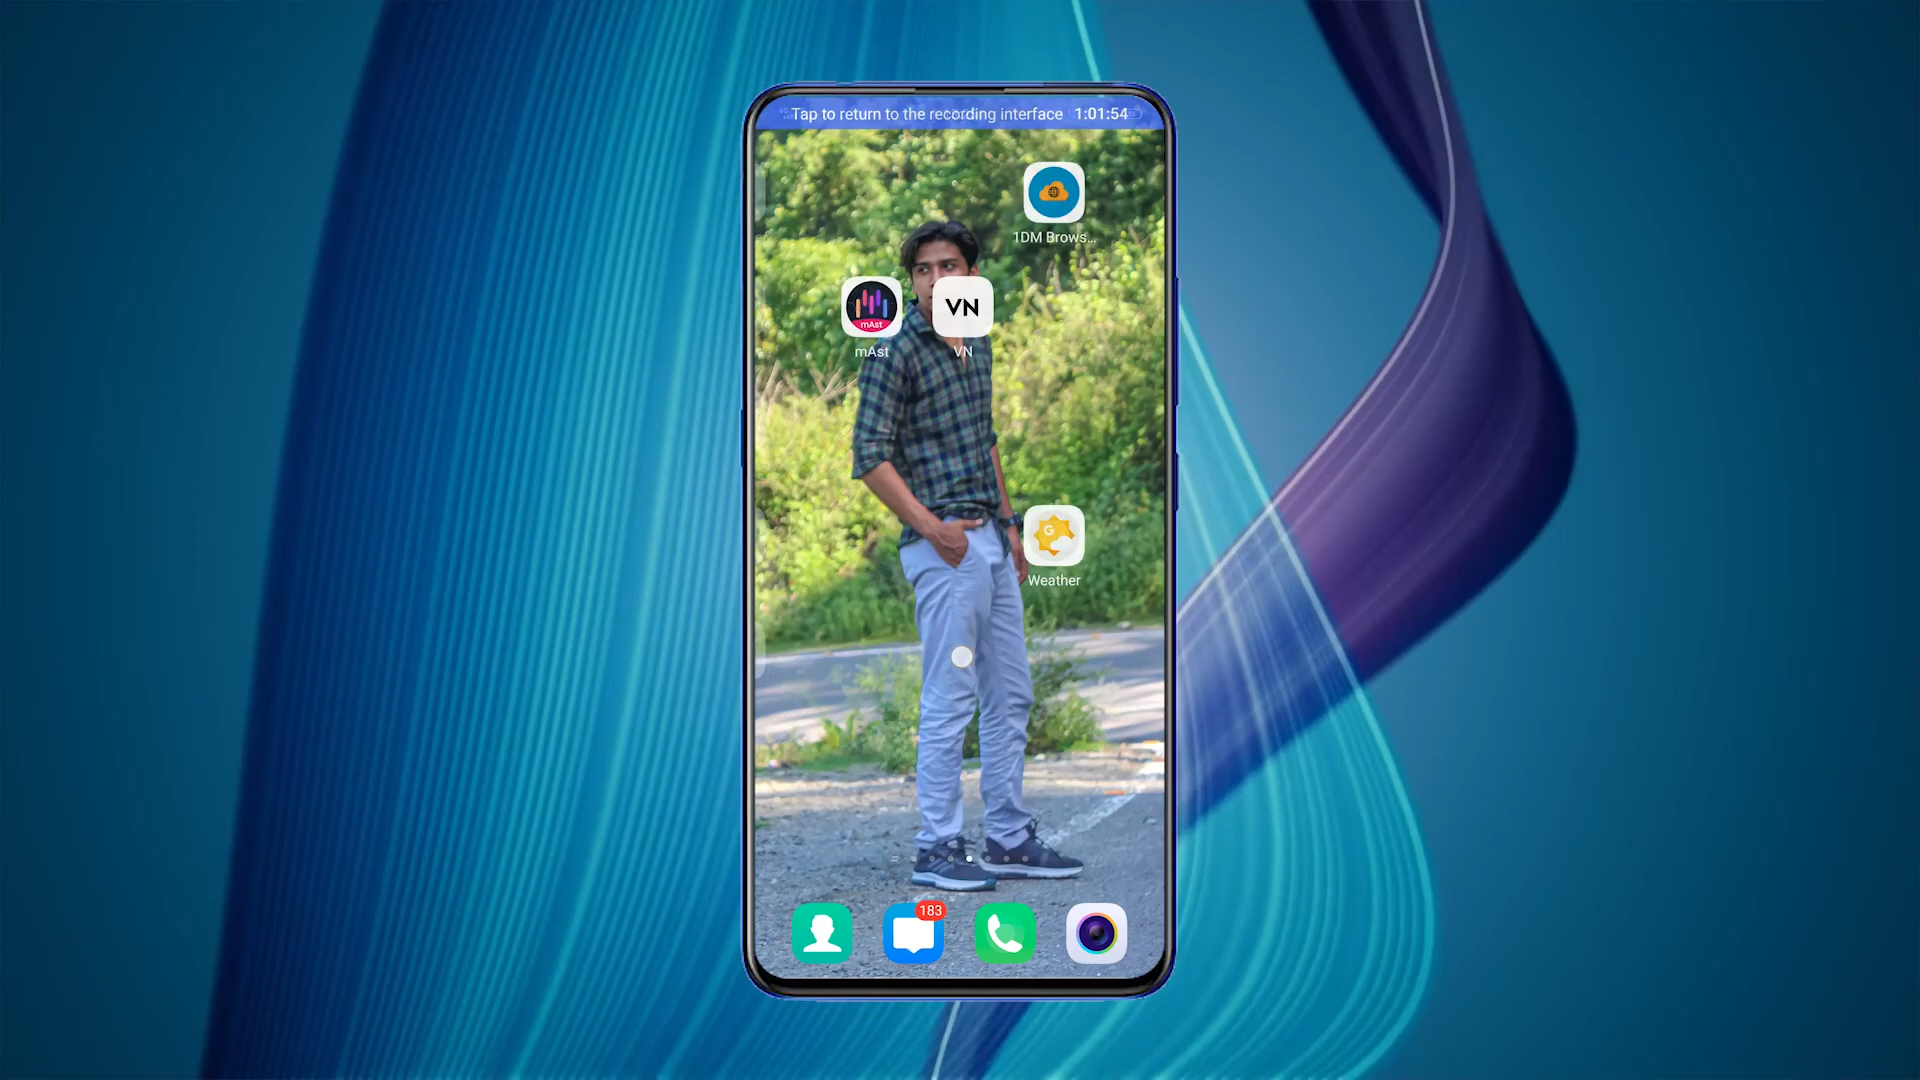 Tap to return to the recording interface 1:01:54
1DM Brows...
mAst
mAst
VN
VN
G
Weather
183